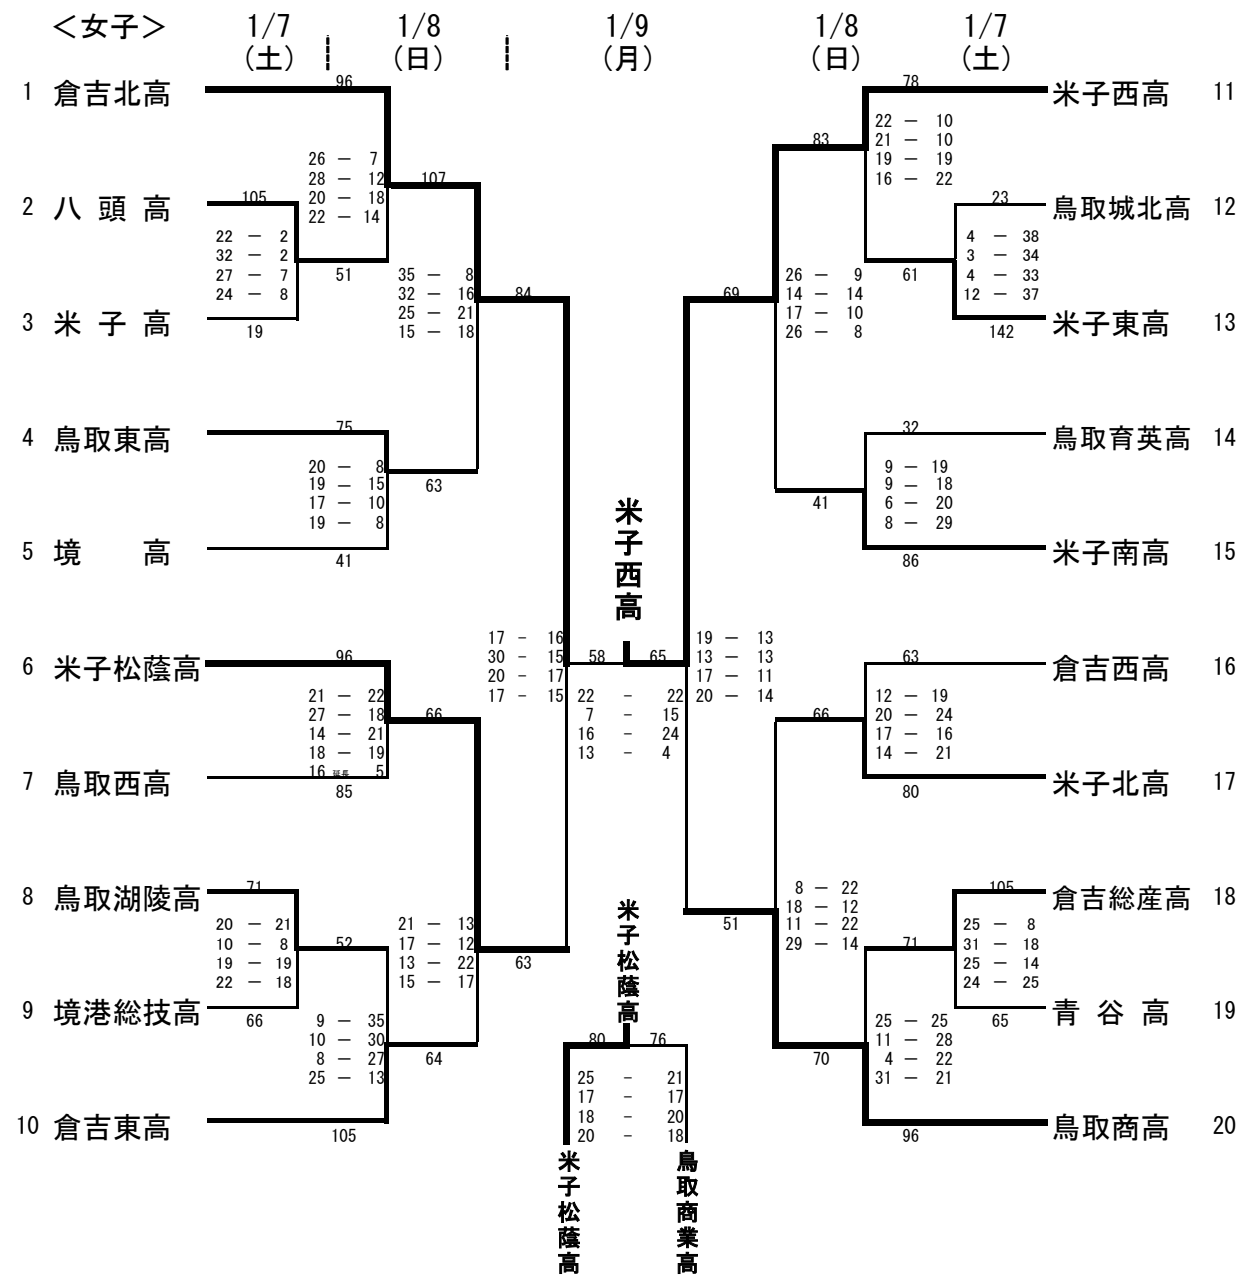 ＜女子＞ 1/7 1/8 1/9 1/8 1/7
(土) (日) (月) (日) (土)
1 倉吉北高 96
26 － 7
28 － 12
20 － 18
22 － 14
2 八頭高 105
22 － 2
32 － 2
27 － 7
24 － 8
51
3 米子高 19
107
35 － 8
32 － 16
25 － 21
15 － 18
4 鳥取東高 75
20 － 8
19 － 15
17 － 10
19 － 8
63
5 境高 41
84
17 - 16
30 - 15
20 - 17
17 - 15
6 米子松蔭高 96
21 － 22
27 － 18
14 － 21
18 － 19
16 延長 5
7 鳥取西高 85
66
8 鳥取湖陵高 71
20 － 21
10 － 8
19 － 19
22 － 18
9 境港総技高 66
52
9 － 35
10 － 30
8 － 27
25 － 13
10 倉吉東高 105
21 － 13
17 － 12
13 － 22
15 － 17
64
63
米子西高
58 65
22 - 22
7 - 15
16 - 24
13 - 4
米子松蔭高
80 76
25 - 21
17 - 17
18 - 20
20 - 18
米子松蔭高
鳥取商業高
78 米子西高 11
22 － 10
21 － 10
19 － 19
16 － 22
83
23 鳥取城北高 12
4 － 38
3 － 34
4 － 33
12 － 37
61
142 米子東高 13
69
26 － 9
14 － 14
17 － 10
26 － 8
32 鳥取育英高 14
9 － 19
9 － 18
6 － 20
8 － 29
41
86 米子南高 15
19 － 13
13 － 13
17 － 11
20 － 14
63 倉吉西高 16
12 － 19
20 － 24
17 － 16
14 － 21
66
80 米子北高 17
8 － 22
18 － 12
11 － 22
29 － 14
51
105 倉吉総産高 18
25 － 8
31 － 18
25 － 14
24 － 25
71
65 青谷高 19
25 － 25
11 － 28
4 － 22
31 － 21
70
96 鳥取商高 20